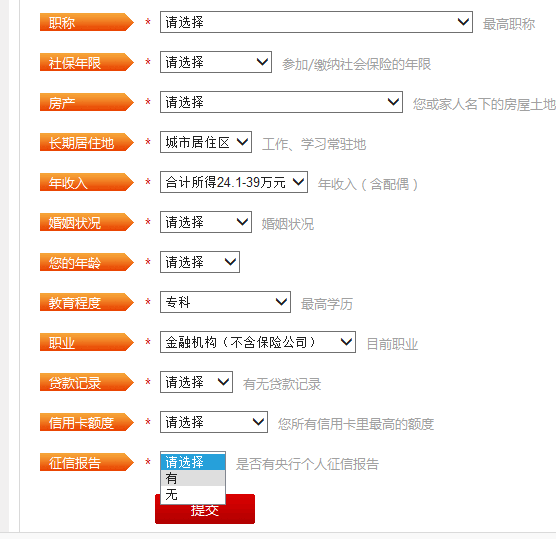 职称 * 请选择 最高职称
社保年限 * 请选择 参加/缴纳社会保险的年限
房产 * 请选择 您或家人名下的房屋土地
长期居住地 * 城市居住区 工作、学习常驻地
年收入 * 合计所得24.1-39万元 年收入（含配偶）
婚姻状况 * 请选择 婚姻状况
您的年龄 * 请选择
教育程度 * 专科 最高学历
职业 * 金融机构（不含保险公司） 目前职业
贷款记录 * 请选择 有无贷款记录
信用卡额度 * 请选择 您所有信用卡里最高的额度
征信报告 * 请选择 是否有央行个人征信报告
有
无
提交